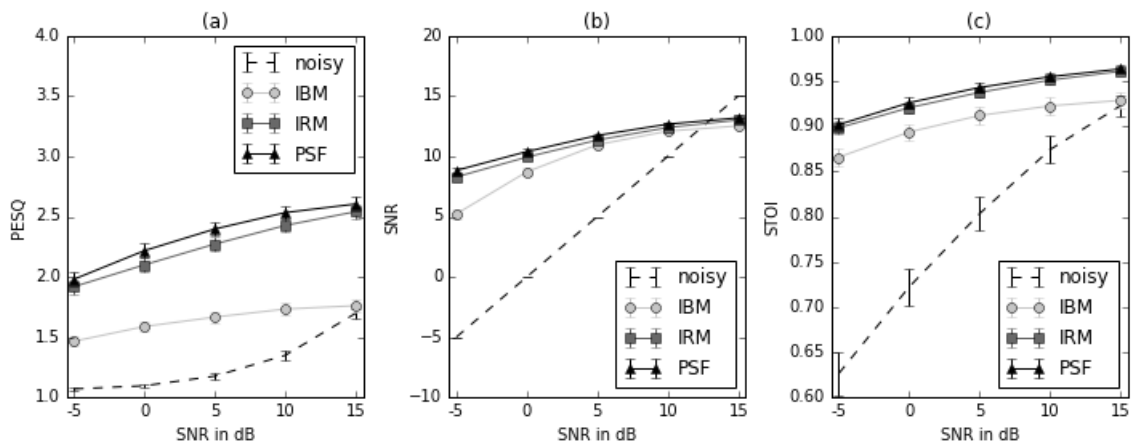 (a)
4.0
3.5
3.0
2.5
2.0
1.5
1.0
PESQ
noisy
IBM
IRM
PSF
-5 0 5 10 15
SNR in dB
(b)
20
15
10
5
0
−5
−10
SNR
noisy
IBM
IRM
PSF
-5 0 5 10 15
SNR in dB
(c)
1.00
0.95
0.90
0.85
0.80
0.75
0.70
0.65
0.60
STOI
noisy
IBM
IRM
PSF
-5 0 5 10 15
SNR in dB